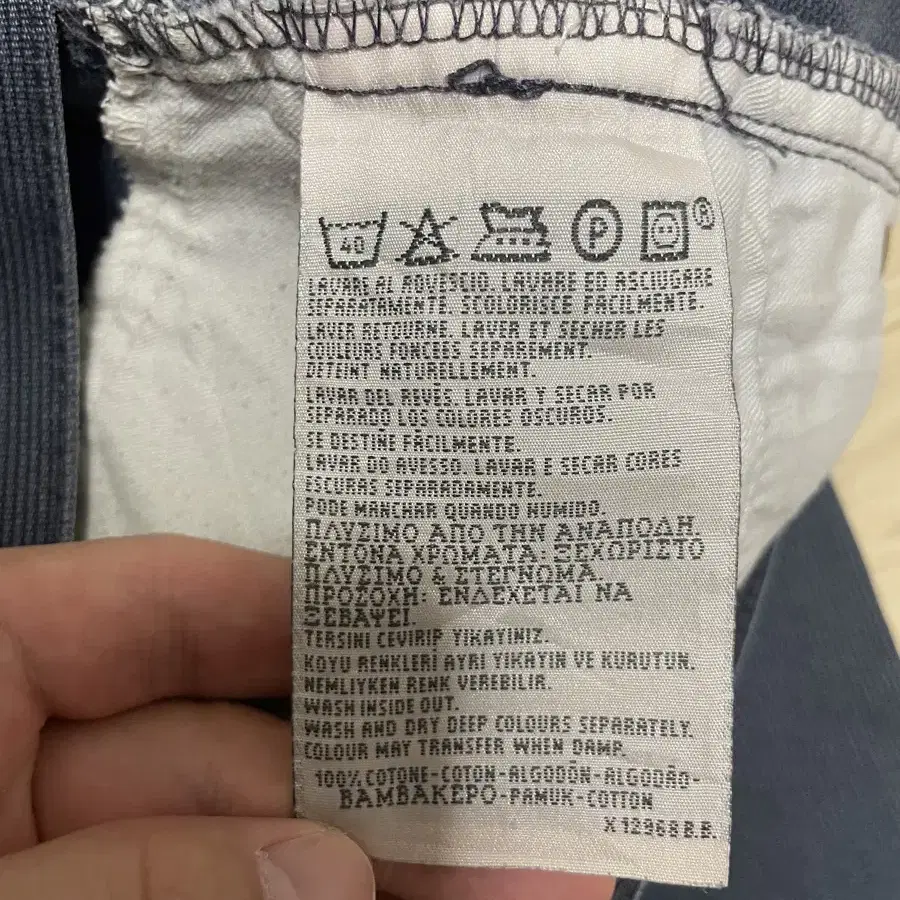 40 P ®
LAVARE AL ROVESCIO. LAVARE ED ASCIUGARE
SEPARATAMENTE. SCOLORISCE FACILMENTE.
LAVER RETOURNE. LAVER ET SECHER LES
COULEURS FONCEES SEPAREMENT.
DETEINT NATURELLEMENT.
LAVAR DEL REVÉS. LAVAR Y SECAR POR
SEPARADO LOS COLORES OSCUROS.
SE DESTIÑE FÀCILMENTE.
LAVAR DO AVESSO. LAVAR E SECAR CORES
ESCURAS SEPARADAMENTE.
PODE MANCHAR QUANDO HUMIDO.
ΠΛΥΣΙΜΟ ΑΠΟ ΤΗΝ ΑΝΑΠΟΔΗ
ΕΝΤΟΝΑ ΧΡΩΜΑΤΑ: ΞΕΧΩΡΙΣΤΟ
ΠΛΥΣΙΜΟ & ΣΤΕΓΝΩΜΑ.
ΠΡΟΣΟΧΗ: ΕΝΔΕΧΕΤΑΙ ΝΑ
ΞΕΒΑΨΕΙ.
TERSINI CEVIRIP YIKAYINIZ.
KOYU RENKLERI AYRI YIKAYIN VE KURUTUN.
NEMLIYKEN RENK VEREBILIR.
WASH INSIDE OUT.
WASH AND DRY DEEP COLOURS SEPARATELY.
COLOUR MAY TRANSFER WHEN DAMP.
100% COTONE-COTON-ALGODÓN-ALGODÃO-
ΒΑΜΒΑΚΕΡΟ-PAMUK-COTTON
X 12968 R.R.